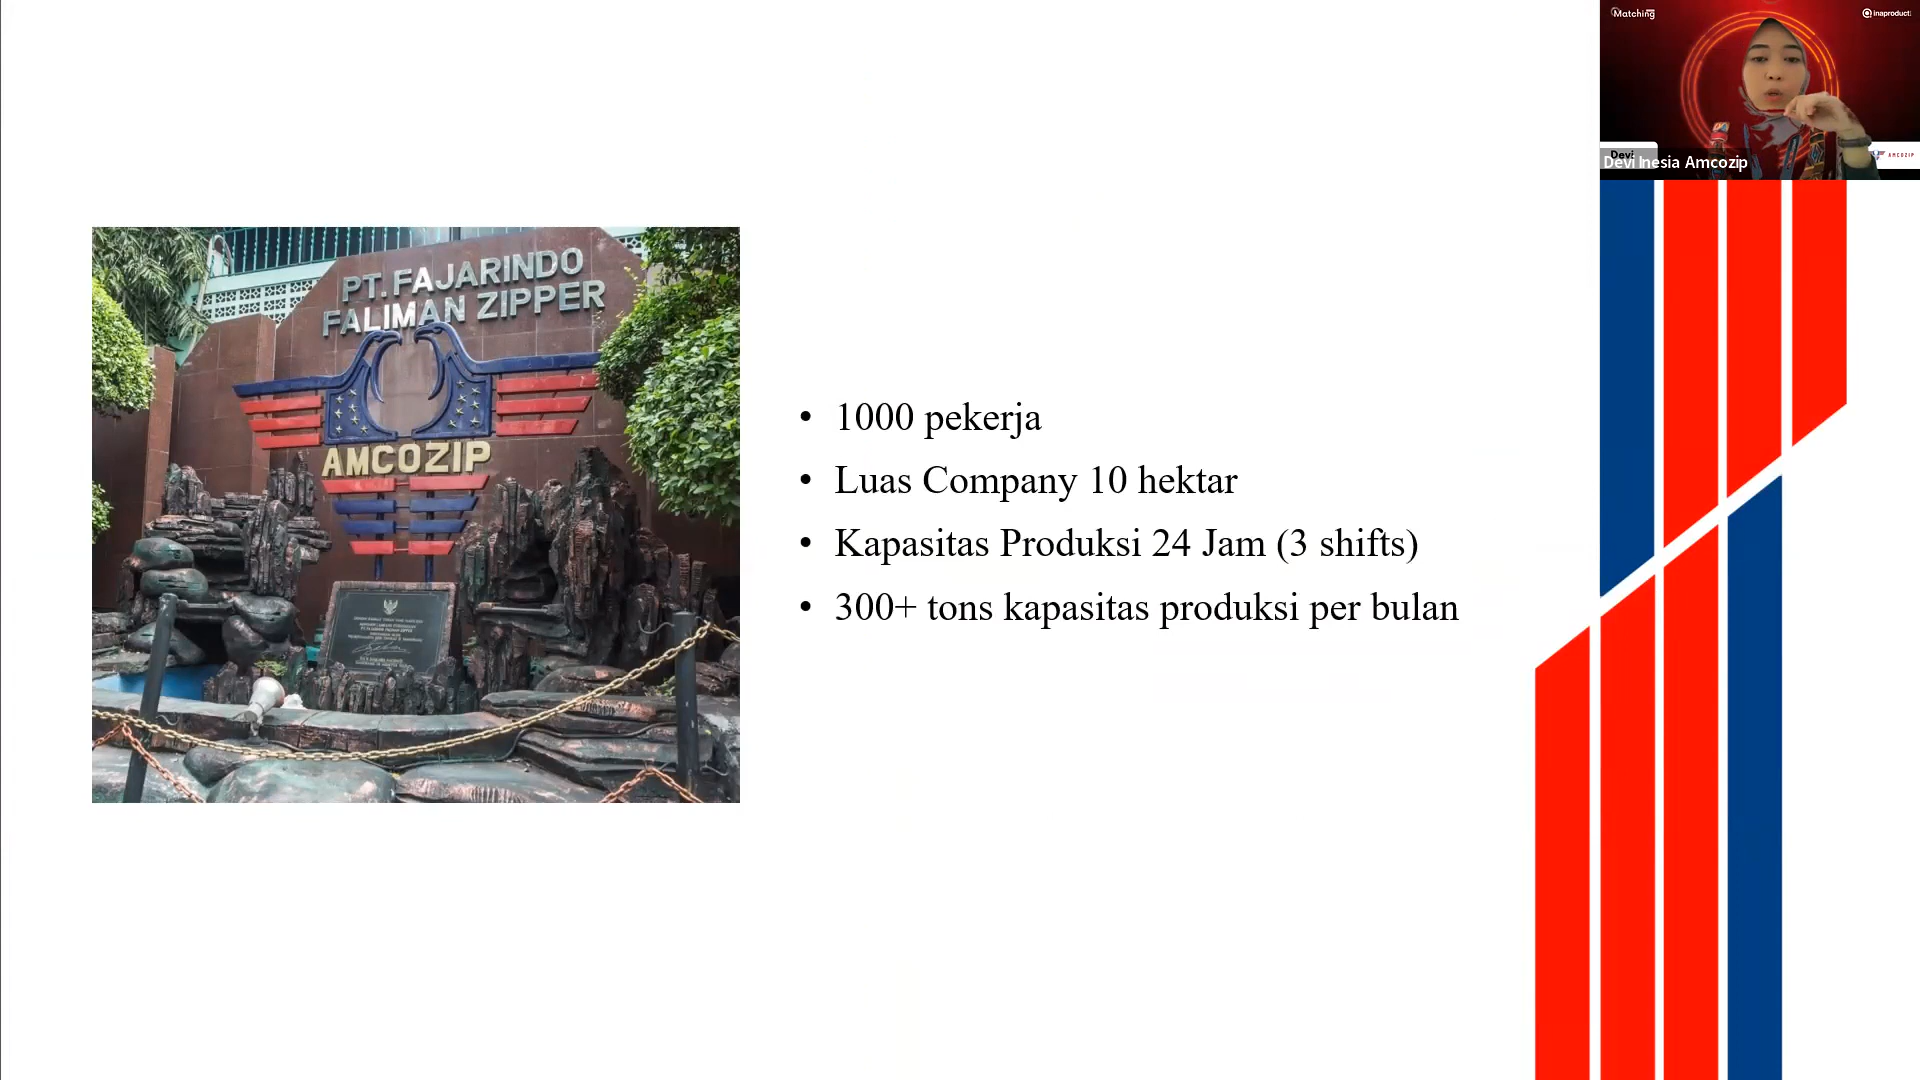 PT. FAJARINDO
FALIMAN ZIPPER
AMCOZIP
• 1000 pekerja
• Luas Company 10 hektar
• Kapasitas Produksi 24 Jam (3 shifts)
• 300+ tons kapasitas produksi per bulan
Matching
inaproduct
Devi
AMCOZIP
Devi Inesia Amcozip